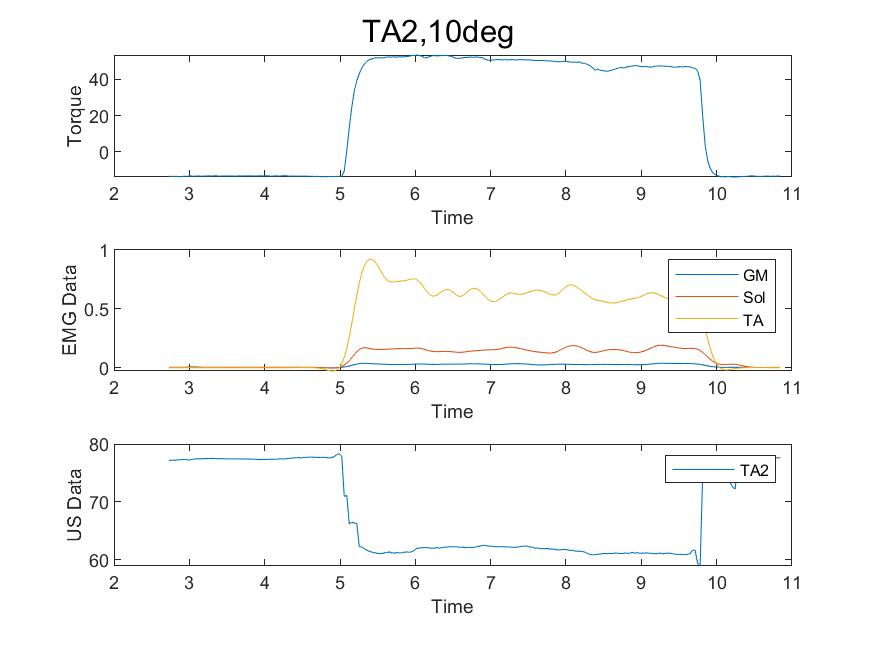 TA2,10deg
40
20
0
Torque
2 3 4 5 6 7 8 9 10 11
Time
1
0.5
0
EMG Data
GM
Sol
TA
2 3 4 5 6 7 8 9 10 11
Time
80
70
60
US Data
TA2
2 3 4 5 6 7 8 9 10 11
Time